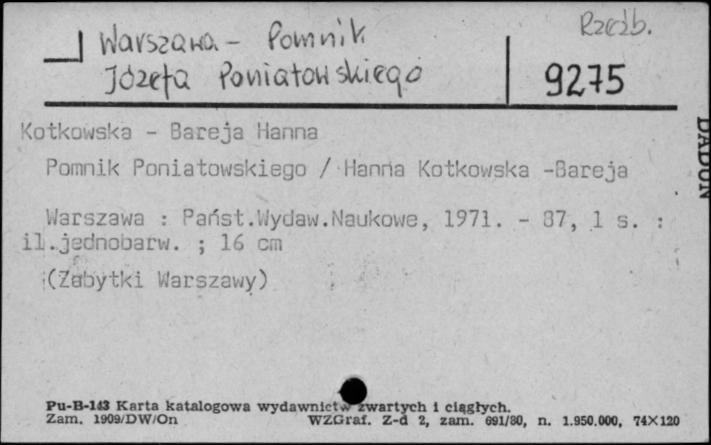 Rzeźb.
Warszawa - Pomnik
Józefa Poniatowskiego
9275
Kotkowska - Bareja Hanna
Pomnik Poniatowskiego / Hanna Kotkowska -Bareja
Warszawa : Państ.Wydaw.Naukowe, 1971. - 87, 1 s. :
il.jednobarw. ; 16 cm
(Zabytki Warszawy)
DADON
Pu-B-143 Karta katalogowa wydawnictw zwartych i ciągłych.
Zam. 1909/DW/On WZGraf. Z-d 2, zam. 691/80, n. 1.950.000, 74×120